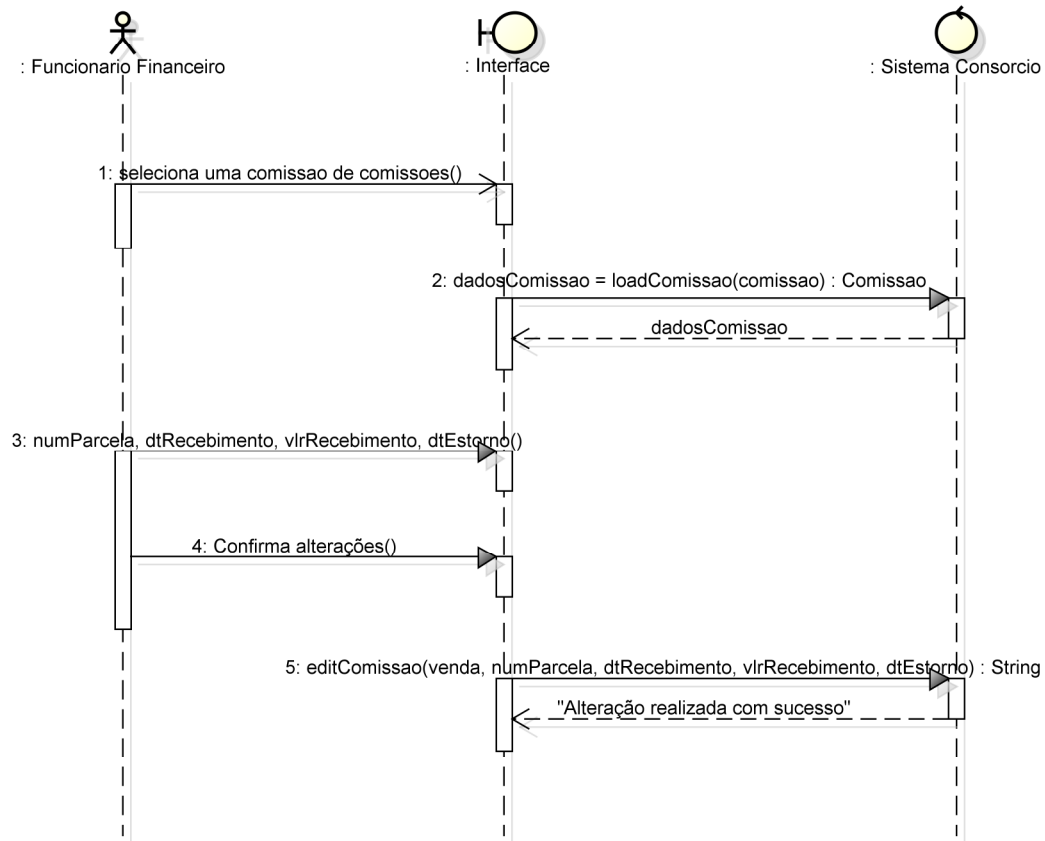 : Funcionario Financeiro
: Interface
: Sistema Consorcio
1: seleciona uma comissao de comissoes()
2: dadosComissao = loadComissao(comissao) : Comissao
dadosComissao
3: numParcela, dtRecebimento, vlrRecebimento, dtEstorno()
4: Confirma alterações()
5: editComissao(venda, numParcela, dtRecebimento, vlrRecebimento, dtEstorno) : String
"Alteração realizada com sucesso"